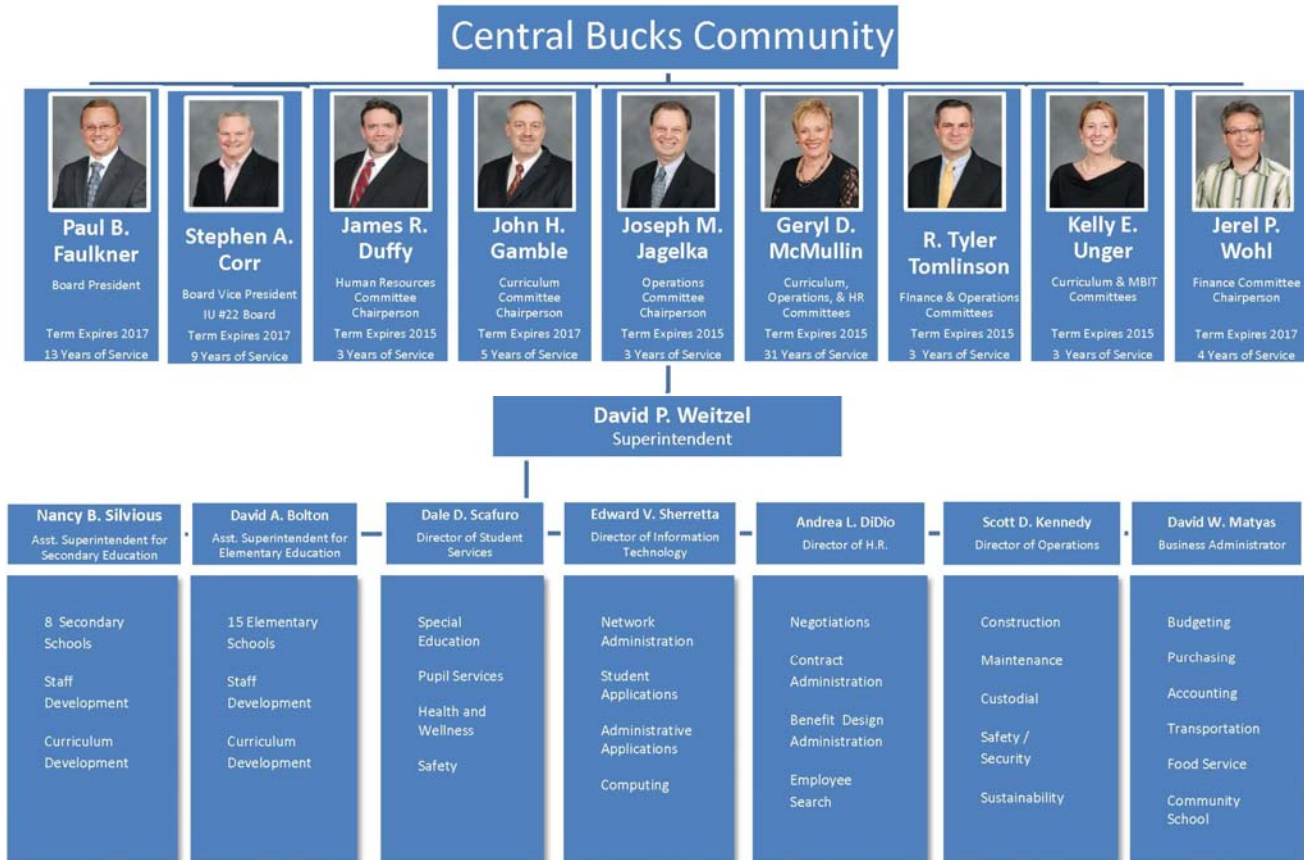 Central Bucks Community
Paul B.
Faulkner
Board President
Term Expires 2017
13 Years of Service
Stephen A.
Corr
Board Vice President
IU #22 Board
Term Expires 2017
9 Years of Service
James R.
Duffy
Human Resources
Committee
Chairperson
Term Expires 2015
3 Years of Service
John H.
Gamble
Curriculum
Committee
Chairperson
Term Expires 2017
5 Years of Service
Joseph M.
Jagelka
Operations
Committee
Chairperson
Term Expires 2015
3 Years of Service
Geryl D.
McMullin
Curriculum,
Operations, & HR
Committees
Term Expires 2015
31 Years of Service
R. Tyler
Tomlinson
FInance & Operations
Committees
Term Expires 2015
3 Years of Service
Kelly E.
Unger
Curriculum & MBIT
Committees
Term Expires 2015
3 Years of Service
Jerel P.
Wohl
Finance Committee
Chairperson
Term Expires 2017
4 Years of Service
David P. Weitzel
Superintendent
Nancy B. Silvious
Asst. Superintendent for
Secondary Education
David A. Bolton
Asst. Superintendent for
Elementary Education
Dale D. Scafuro
Director of Student
Services
Edward V. Sherretta
Director of Information
Technology
Andrea L. DiDio
Director of H.R.
Scott D. Kennedy
Director of Operations
David W. Matyas
Business Administrator
8 Secondary
Schools
Staff
Development
Curriculum
Development
15 Elementary
Schools
Staff
Development
Curriculum
Development
Special
Education
Pupil Services
Health and
Wellness
Safety
Network
Administration
Student
Applications
Administrative
Applications
Computing
Negotiations
Contract
Administration
Benefit Design
Administration
Employee
Search
Construction
Maintenance
Custodial
Safety /
Security
Sustainability
Budgeting
Purchasing
Accounting
Transportation
Food Service
Community
School